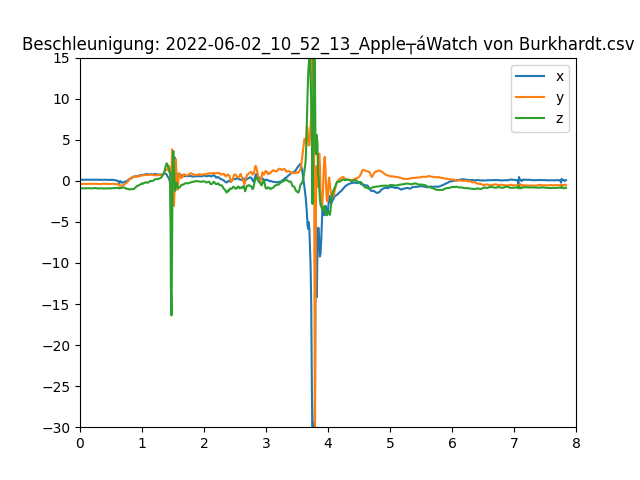 Beschleunigung: 2022-06-02_10_52_13_Apple┬áWatch von Burkhardt.csv
15
10
5
0
−5
−10
−15
−20
−25
−30
x
y
z
0 1 2 3 4 5 6 7 8